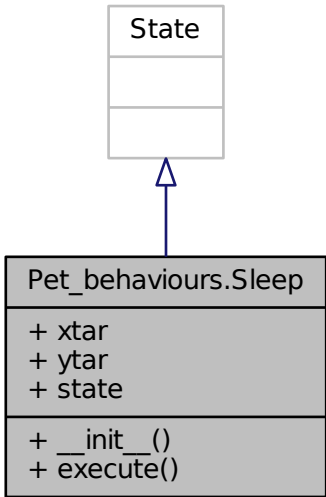 State
Pet_behaviours.Sleep
+ xtar
+ ytar
+ state
+ __init__()
+ execute()